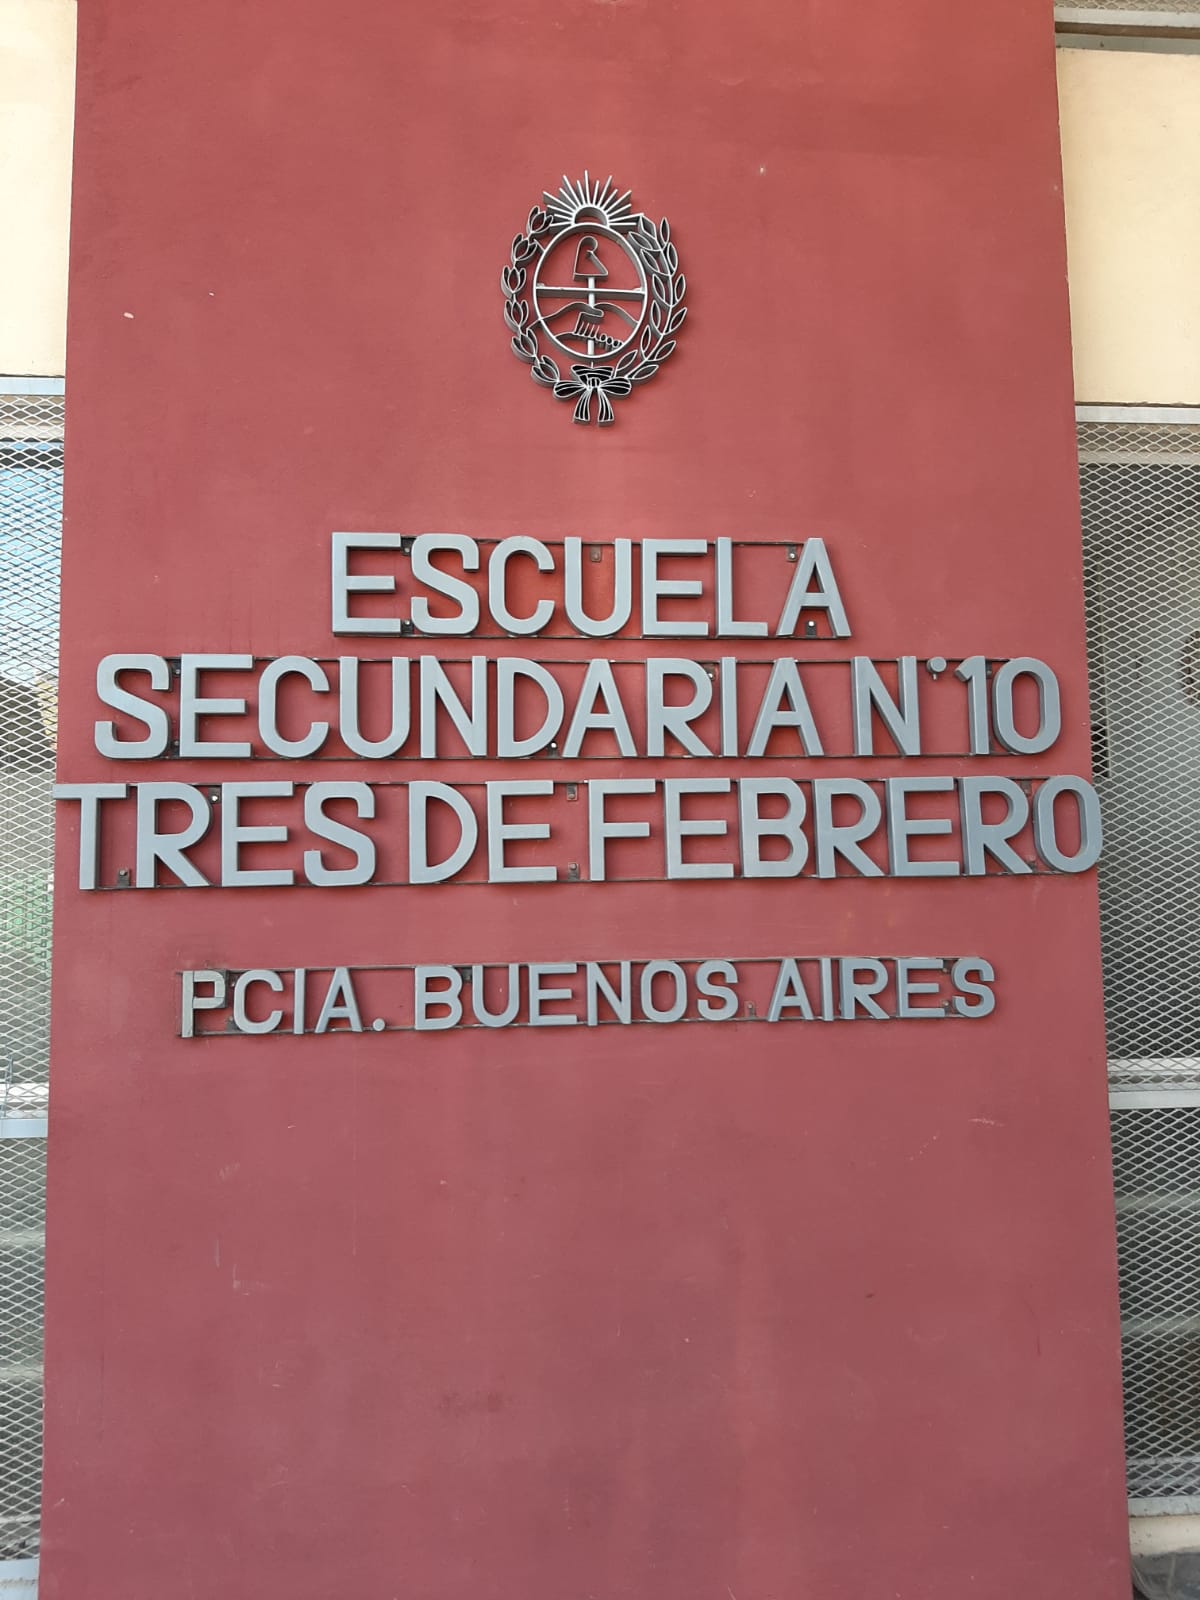 ESCUELA
SECUNDARIA N°10
TRES DE FEBRERO
PCIA. BUENOS AIRES